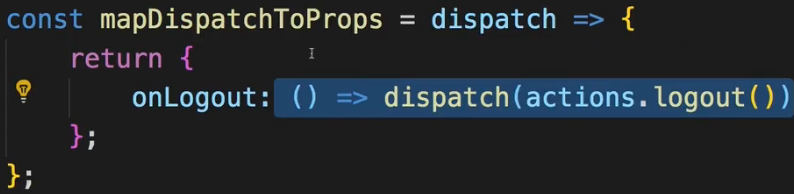 const mapDispatchToProps = dispatch => {
return {
onLogout: () => dispatch(actions.logout())
};
};